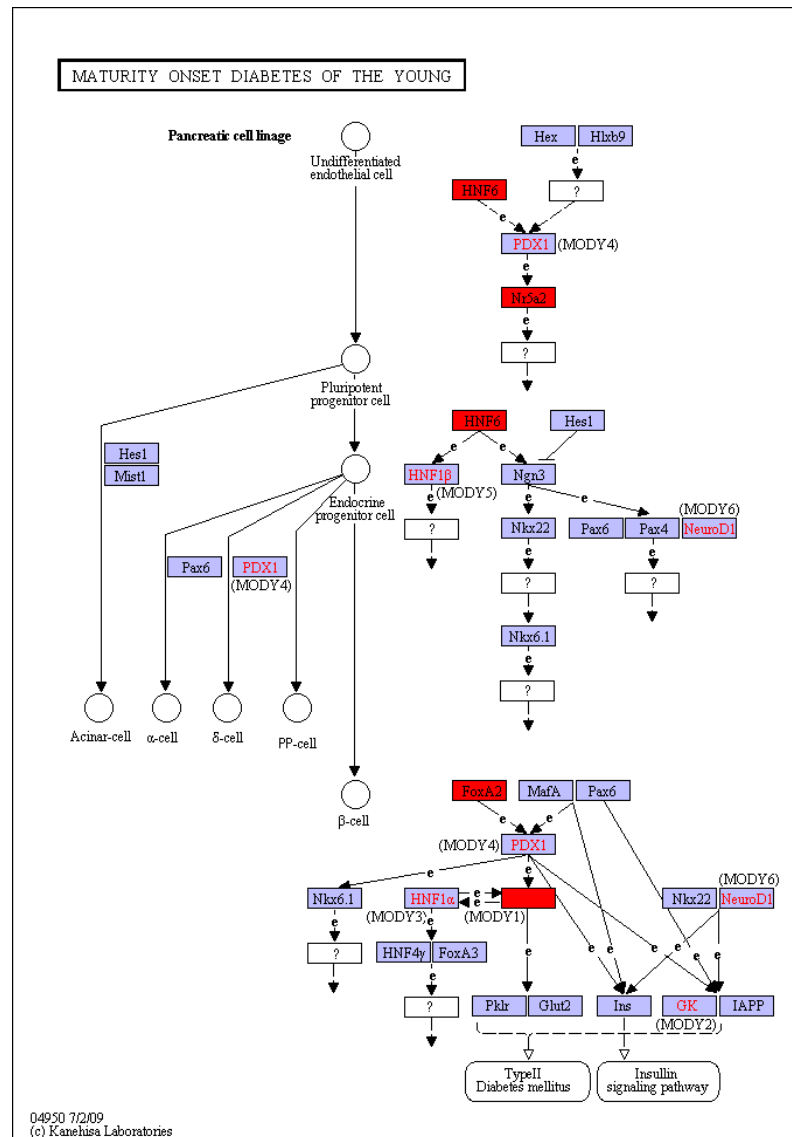 MATURITY ONSET DIABETES OF THE YOUNG
Pancreatic cell linage
Undifferentiated
endothelial cell
Hex
Hlxb9
e
?
HNF6
e
PDX1
(MODY4)
e
Nr5a2
e
?
Pluripotent
progenitor cell
HNF6
Hes1
e
e
Hes1
Mist1
HNF1β
(MODY5)
Ngn3
Endocrine
progenitor cell
e
e
e
(MODY6)
?
Nkx22
Pax6
Pax4
NeuroD1
Pax6
PDX1
(MODY4)
e
e
?
?
e
Nkx6.1
e
?
Acinar-cell
α-cell
δ-cell
PP-cell
β-cell
FoxA2
MafA
Pax6
e
e
(MODY4)
PDX1
e
e
(MODY6)
Nkx6.1
HNF1α
e
e
(MODY3)
(MODY1)
Nkx22
NeuroD1
e
e
?
HNF4γ
FoxA3
e
e
e
e
e
e
e
e
?
Pklr
Glut2
Ins
GK
IAPP
(MODY2)
TypeII
Diabetes mellitus
Insullin
signaling pathway
04950 7/2/09
(c) Kanehisa Laboratories